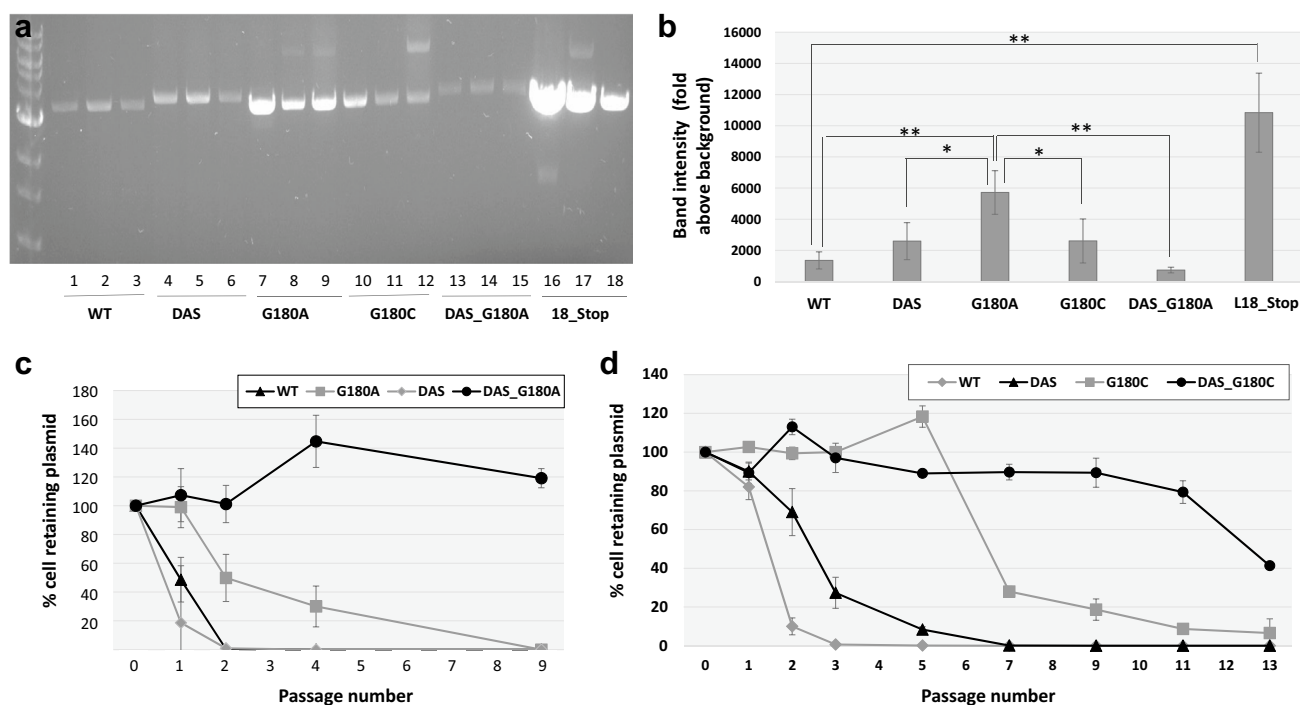 a
1 2 3 4 5 6 7 8 9 10 11 12 13 14 15 16 17 18
WT DAS G180A G180C DAS_G180A 18_Stop
b
Band intensity (fold above background)
16000
14000
12000
10000
8000
6000
4000
2000
0
**
** **
* *
WT DAS G180A G180C DAS_G180A L18_Stop
c
WT G180A DAS DAS_G180A
% cell retaining plasmid
180
160
140
120
100
80
60
40
20
0 1 2 3 4 5 6 7 8 9
Passage number
d
WT DAS G180C DAS_G180C
% cell retaining plasmid
140
120
100
80
60
40
20
0
0 1 2 3 4 5 6 7 8 9 10 11 12 13
Passage number